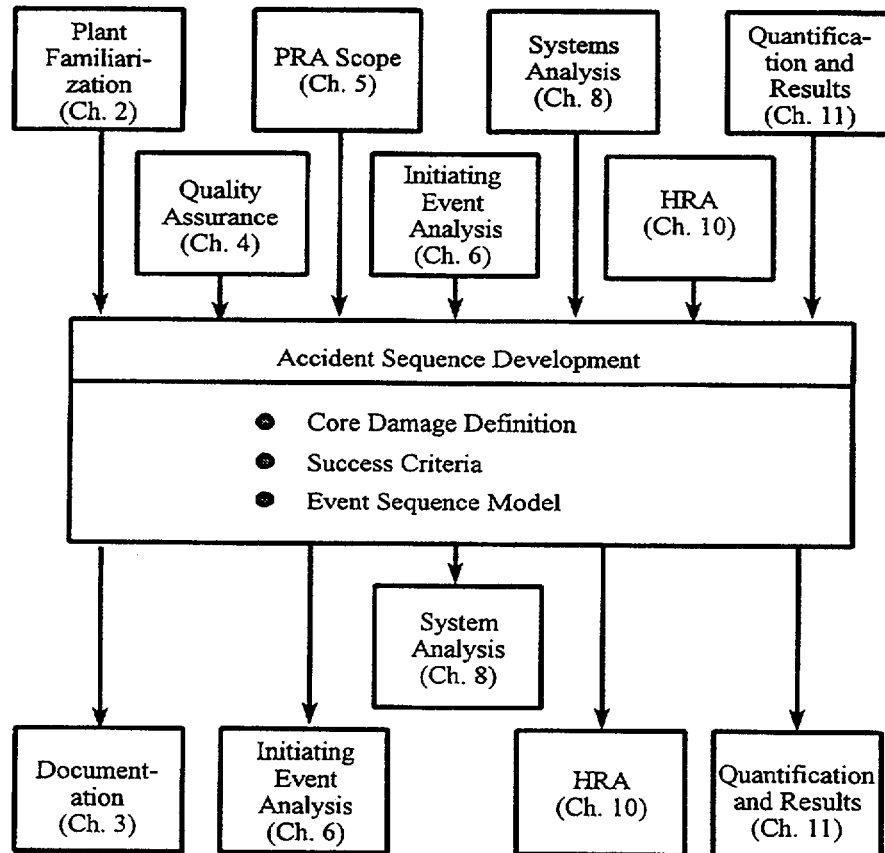 Plant
Familiari-
zation
(Ch. 2)
PRA Scope
(Ch. 5)
Systems
Analysis
(Ch. 8)
Quantifica-
tion and
Results
(Ch. 11)
Quality
Assurance
(Ch. 4)
Initiating
Event
Analysis
(Ch. 6)
HRA
(Ch. 10)
Accident Sequence Development
● Core Damage Definition
● Success Criteria
● Event Sequence Model
System
Analysis
(Ch. 8)
Document-
ation
(Ch. 3)
Initiating
Event
Analysis
(Ch. 6)
HRA
(Ch. 10)
Quantification
and Results
(Ch. 11)